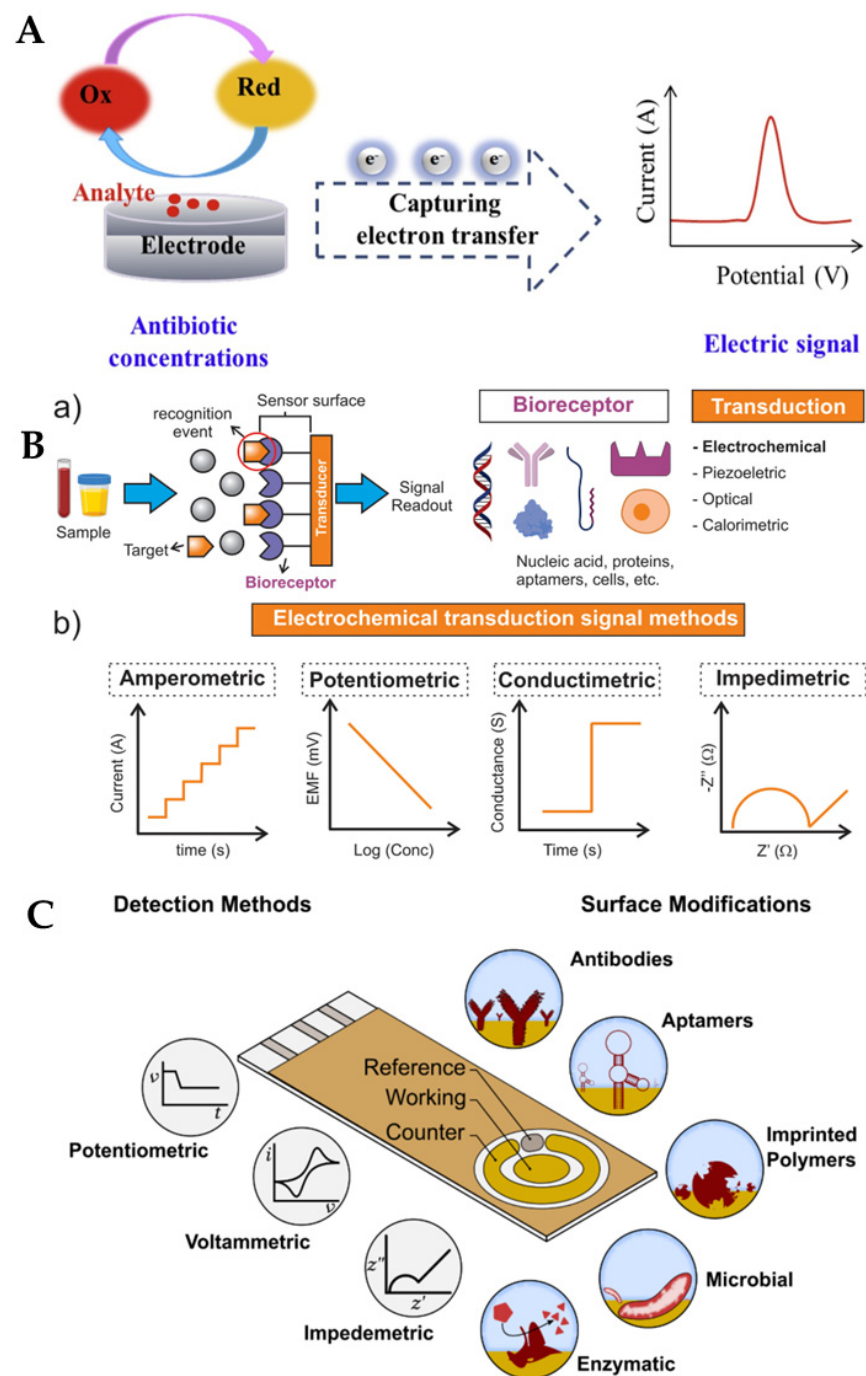 A
Ox
Red
Analyte
Electrode
e-
e-
e-
Capturing
electron transfer
Current (A)
Potential (V)
Antibiotic
concentrations
Electric signal
B
a)
Sample
recognition
event
Sensor surface
Target
Bioreceptor
Transducer
Signal
Readout
Bioreceptor
Nucleic acid, proteins,
aptamers, cells, etc.
Transduction
- Electrochemical
- Piezoeletric
- Optical
- Calorimetric
b)
Electrochemical transduction signal methods
Amperometric
Current (A)
time (s)
Potentiometric
EMF (mV)
Log (Conc)
Conductimetric
Conductance (S)
Time (s)
Impedimetric
-Z" (Ω)
Z' (Ω)
C
Detection Methods
Surface Modifications
Antibodies
Aptamers
Imprinted
Polymers
Microbial
Enzymatic
Reference
Working
Counter
v
t
Potentiometric
i
v
Voltammetric
z"
z'
Impedemetric